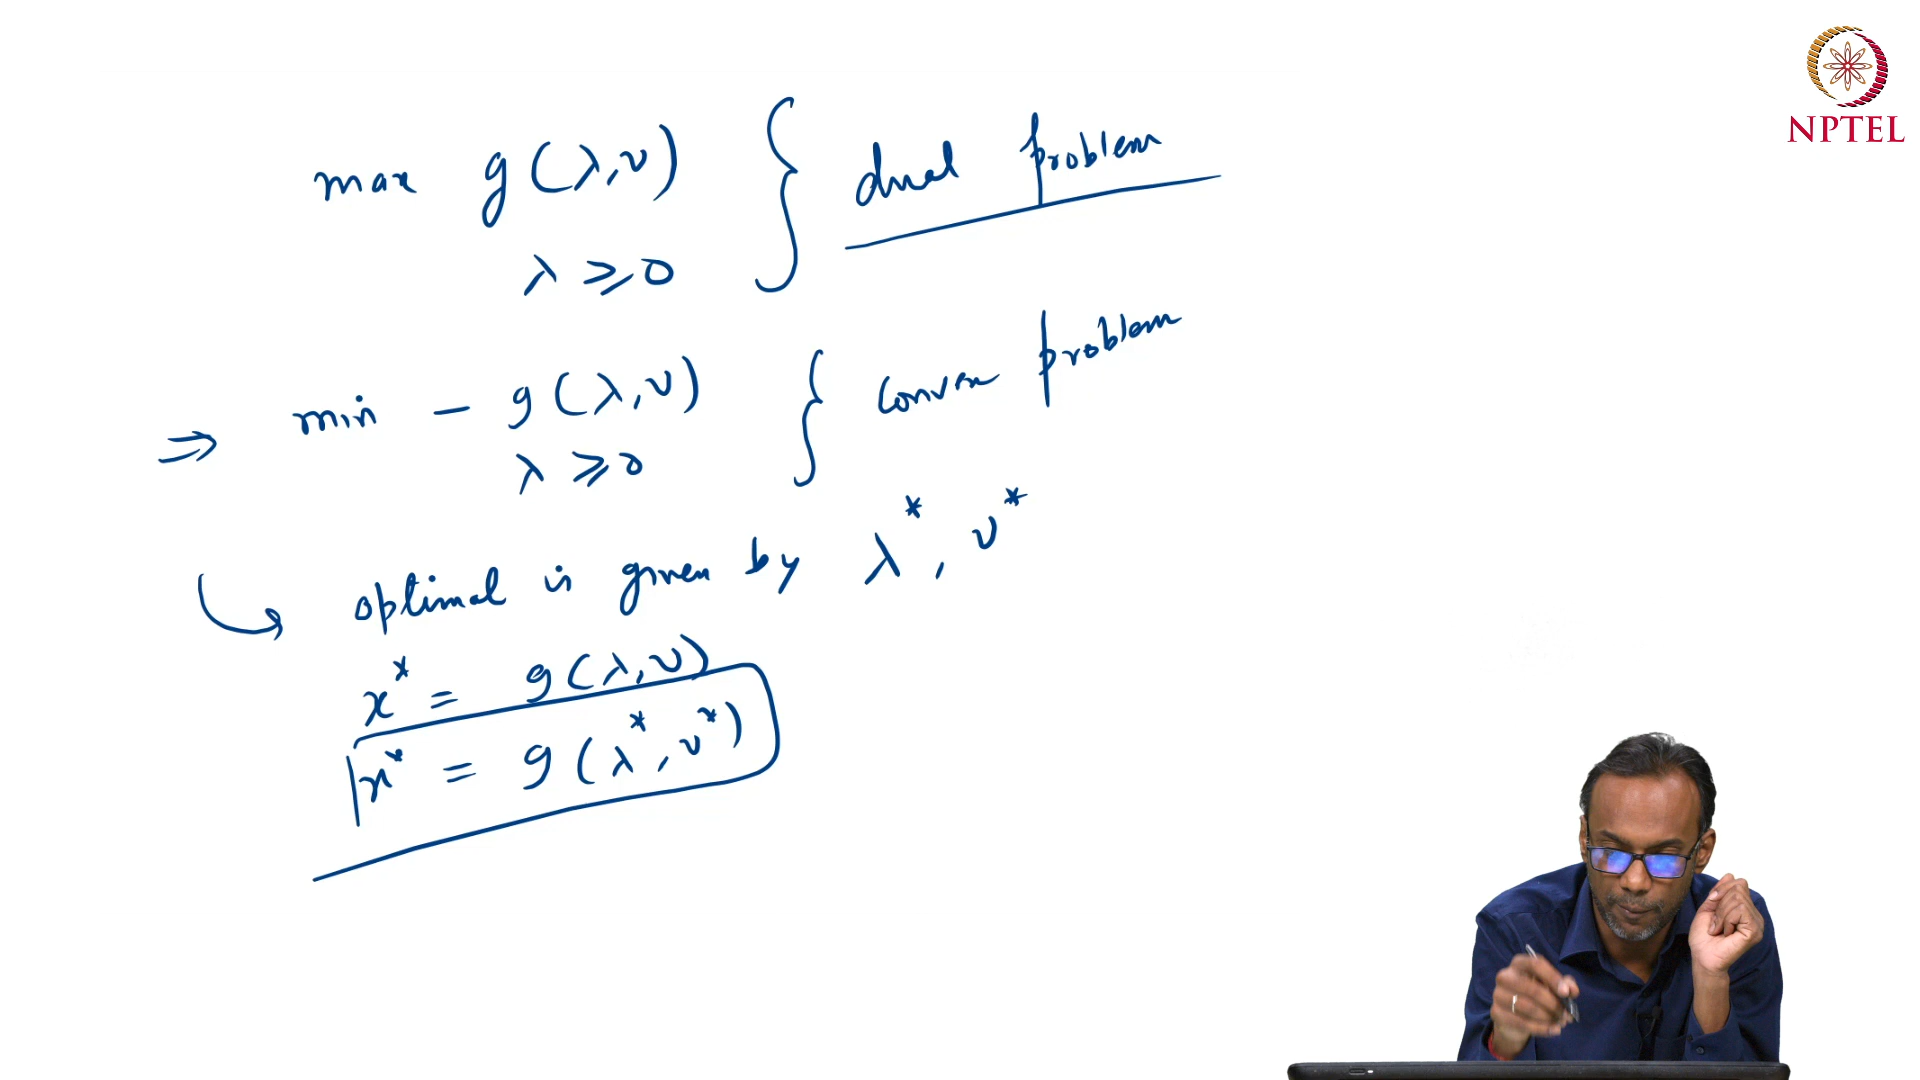 NPTEL
max g(λ,ν) } dual problem
λ ≥ 0
⇒ min − g(λ,ν) { convex problem
λ ≥ 0
optimal is given by λ*, ν*
x* = g(λ,ν)
x* = g(λ*,ν*)